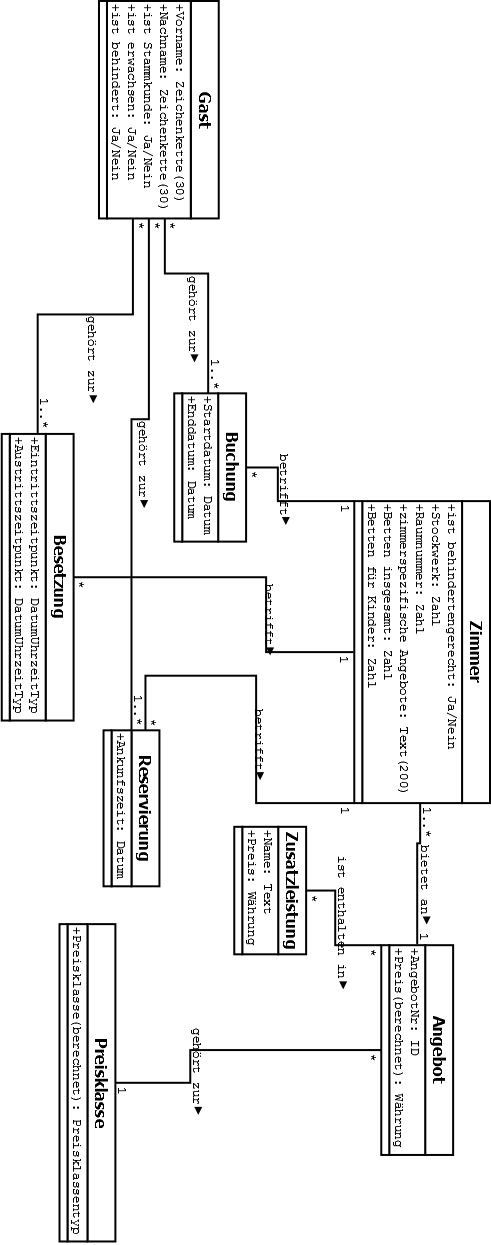 Gast
+Vorname: Zeichenkette(30)
+Nachname: Zeichenkette(30)
+ist Stammkunde: Ja/Nein
+ist erwachsen: Ja/Nein
+ist behindert: Ja/Nein
*
*
*
gehört zur
gehört zur
gehört zur
1..*
1..*
Buchung
+Startdatum: Datum
+Enddatum: Datum
*
betrifft
1
Besetzung
+Eintrittszeitpunkt: DatumUhrzeitTyp
+Austrittszeitpunkt: DatumUhrzeitTyp
*
betrifft
1
Zimmer
+ist behindertengerecht: Ja/Nein
+Stockwerk: Zahl
+Raumnummer: Zahl
+zimmerspezifische Angebote: Text(200)
+Betten insgesamt: Zahl
+Betten für Kinder: Zahl
1..*
*
betrifft
1
Reservierung
+Ankunfszeit: Datum
1..*
bietet an
1
Zusatzleistung
+Name: Text
+Preis: Währung
*
ist enthalten in
*
Angebot
+AngebotNr: ID
+Preis(berechnet): Währung
*
gehört zur
1
Preisklasse
+Preisklasse(berechnet): Preisklassentyp